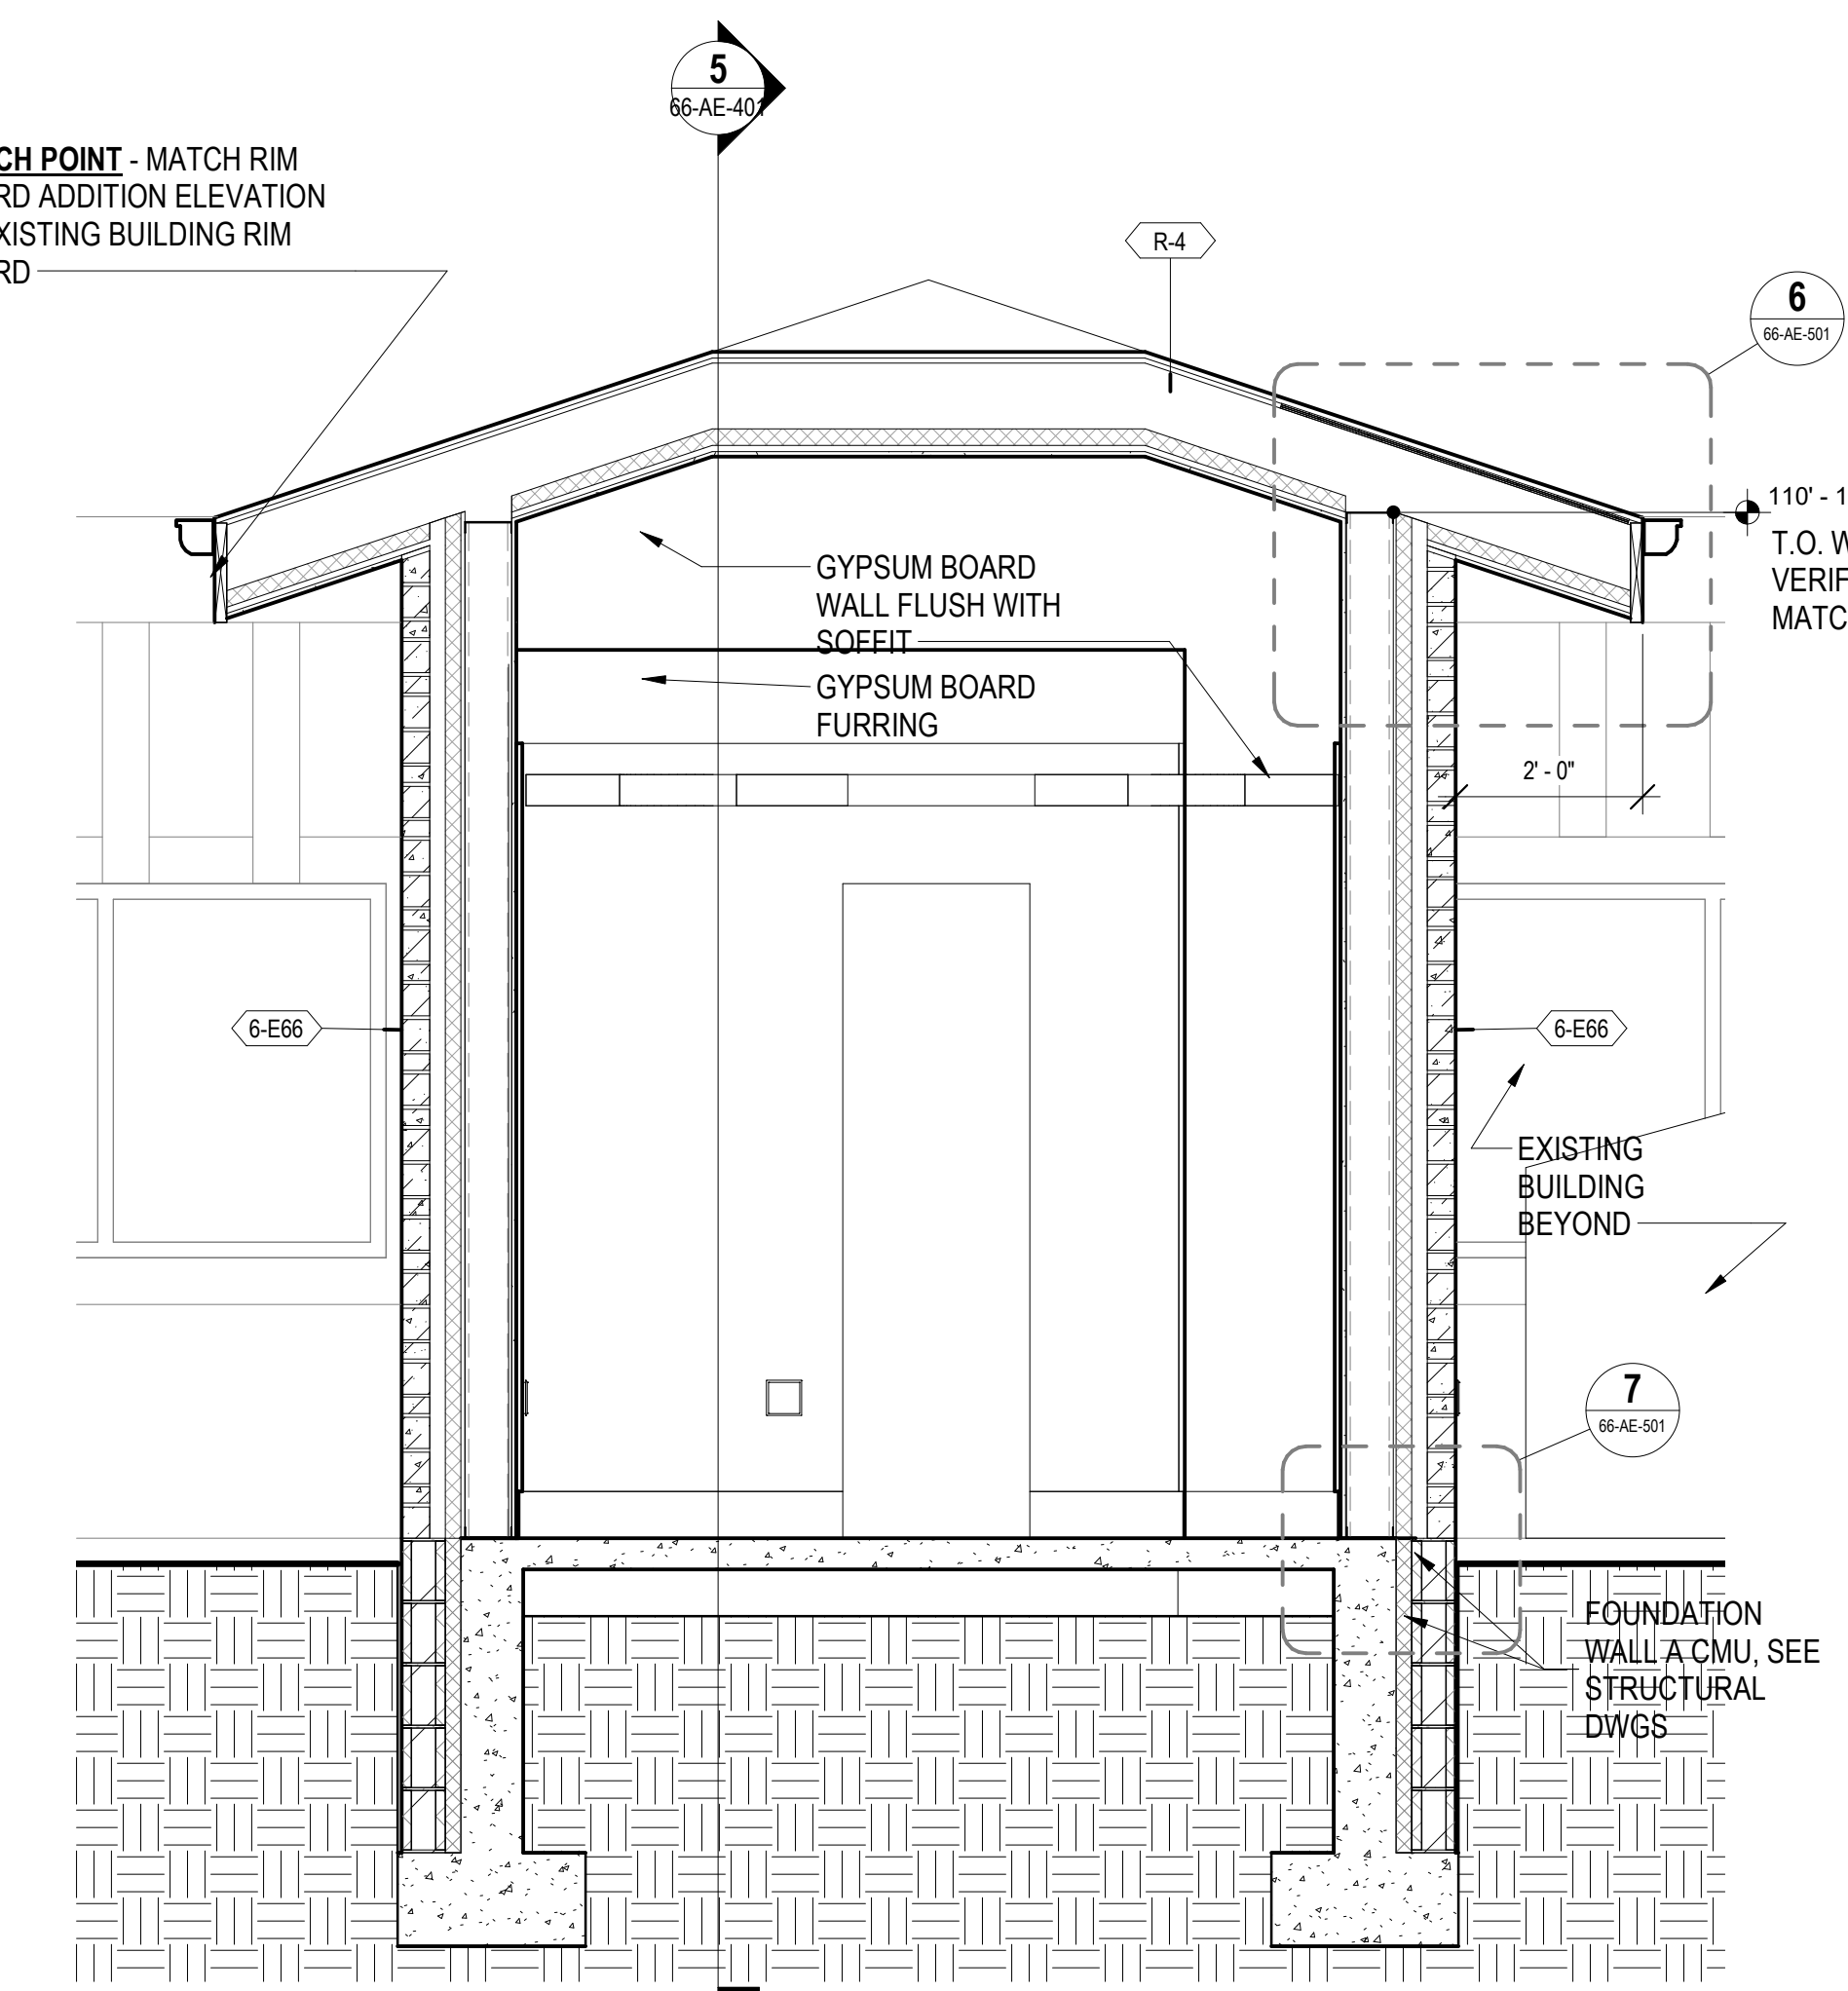 5
66-AE-401
CH POINT - MATCH RIM
RD ADDITION ELEVATION
XISTING BUILDING RIM
RD
R-4
6
66-AE-501
110' - 1
T.O. W
VERIF
MATC
GYPSUM BOARD
WALL FLUSH WITH
SOFFIT
GYPSUM BOARD
FURRING
2' - 0"
6-E66
6-E66
EXISTING
BUILDING
BEYOND
7
66-AE-501
FOUNDATION
WALL A CMU, SEE
STRUCTURAL
DWGS